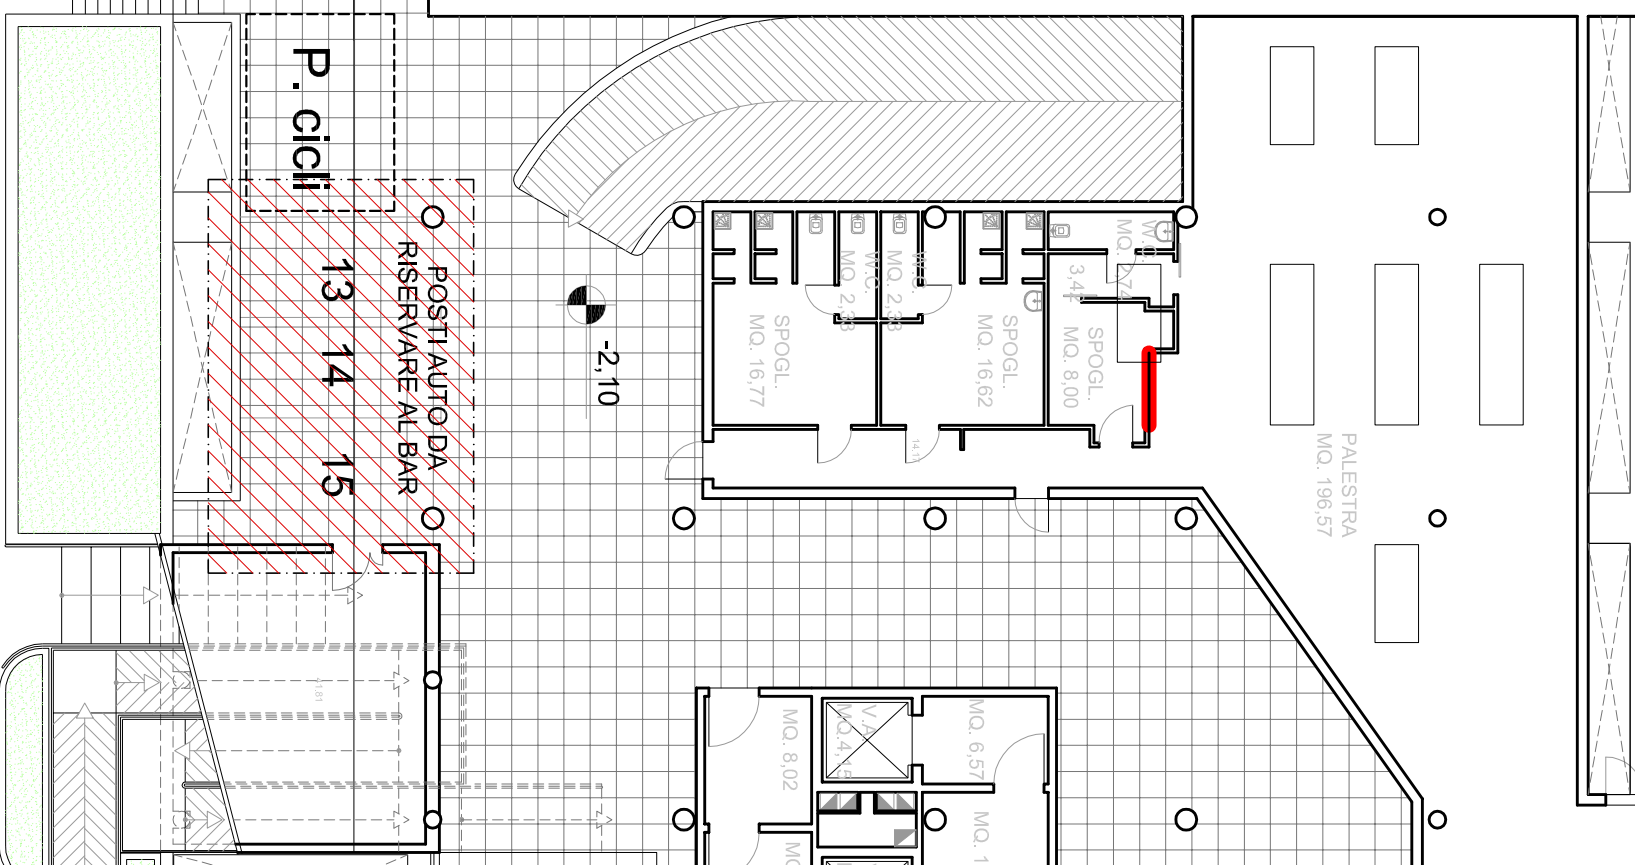 P. cicli
POSTI AUTO DA
RISERVARE AL BAR
13 14 15
-2,10
SPOGL.
MQ. 16,77
W.C.
MQ. 2,33
W.C.
MQ. 2,33
SPOGL.
MQ. 16,62
3,42
SPOGL.
MQ. 8,00
W.C.
PALESTRA
MQ. 196,57
MQ. 8,02
MQ. 6,57